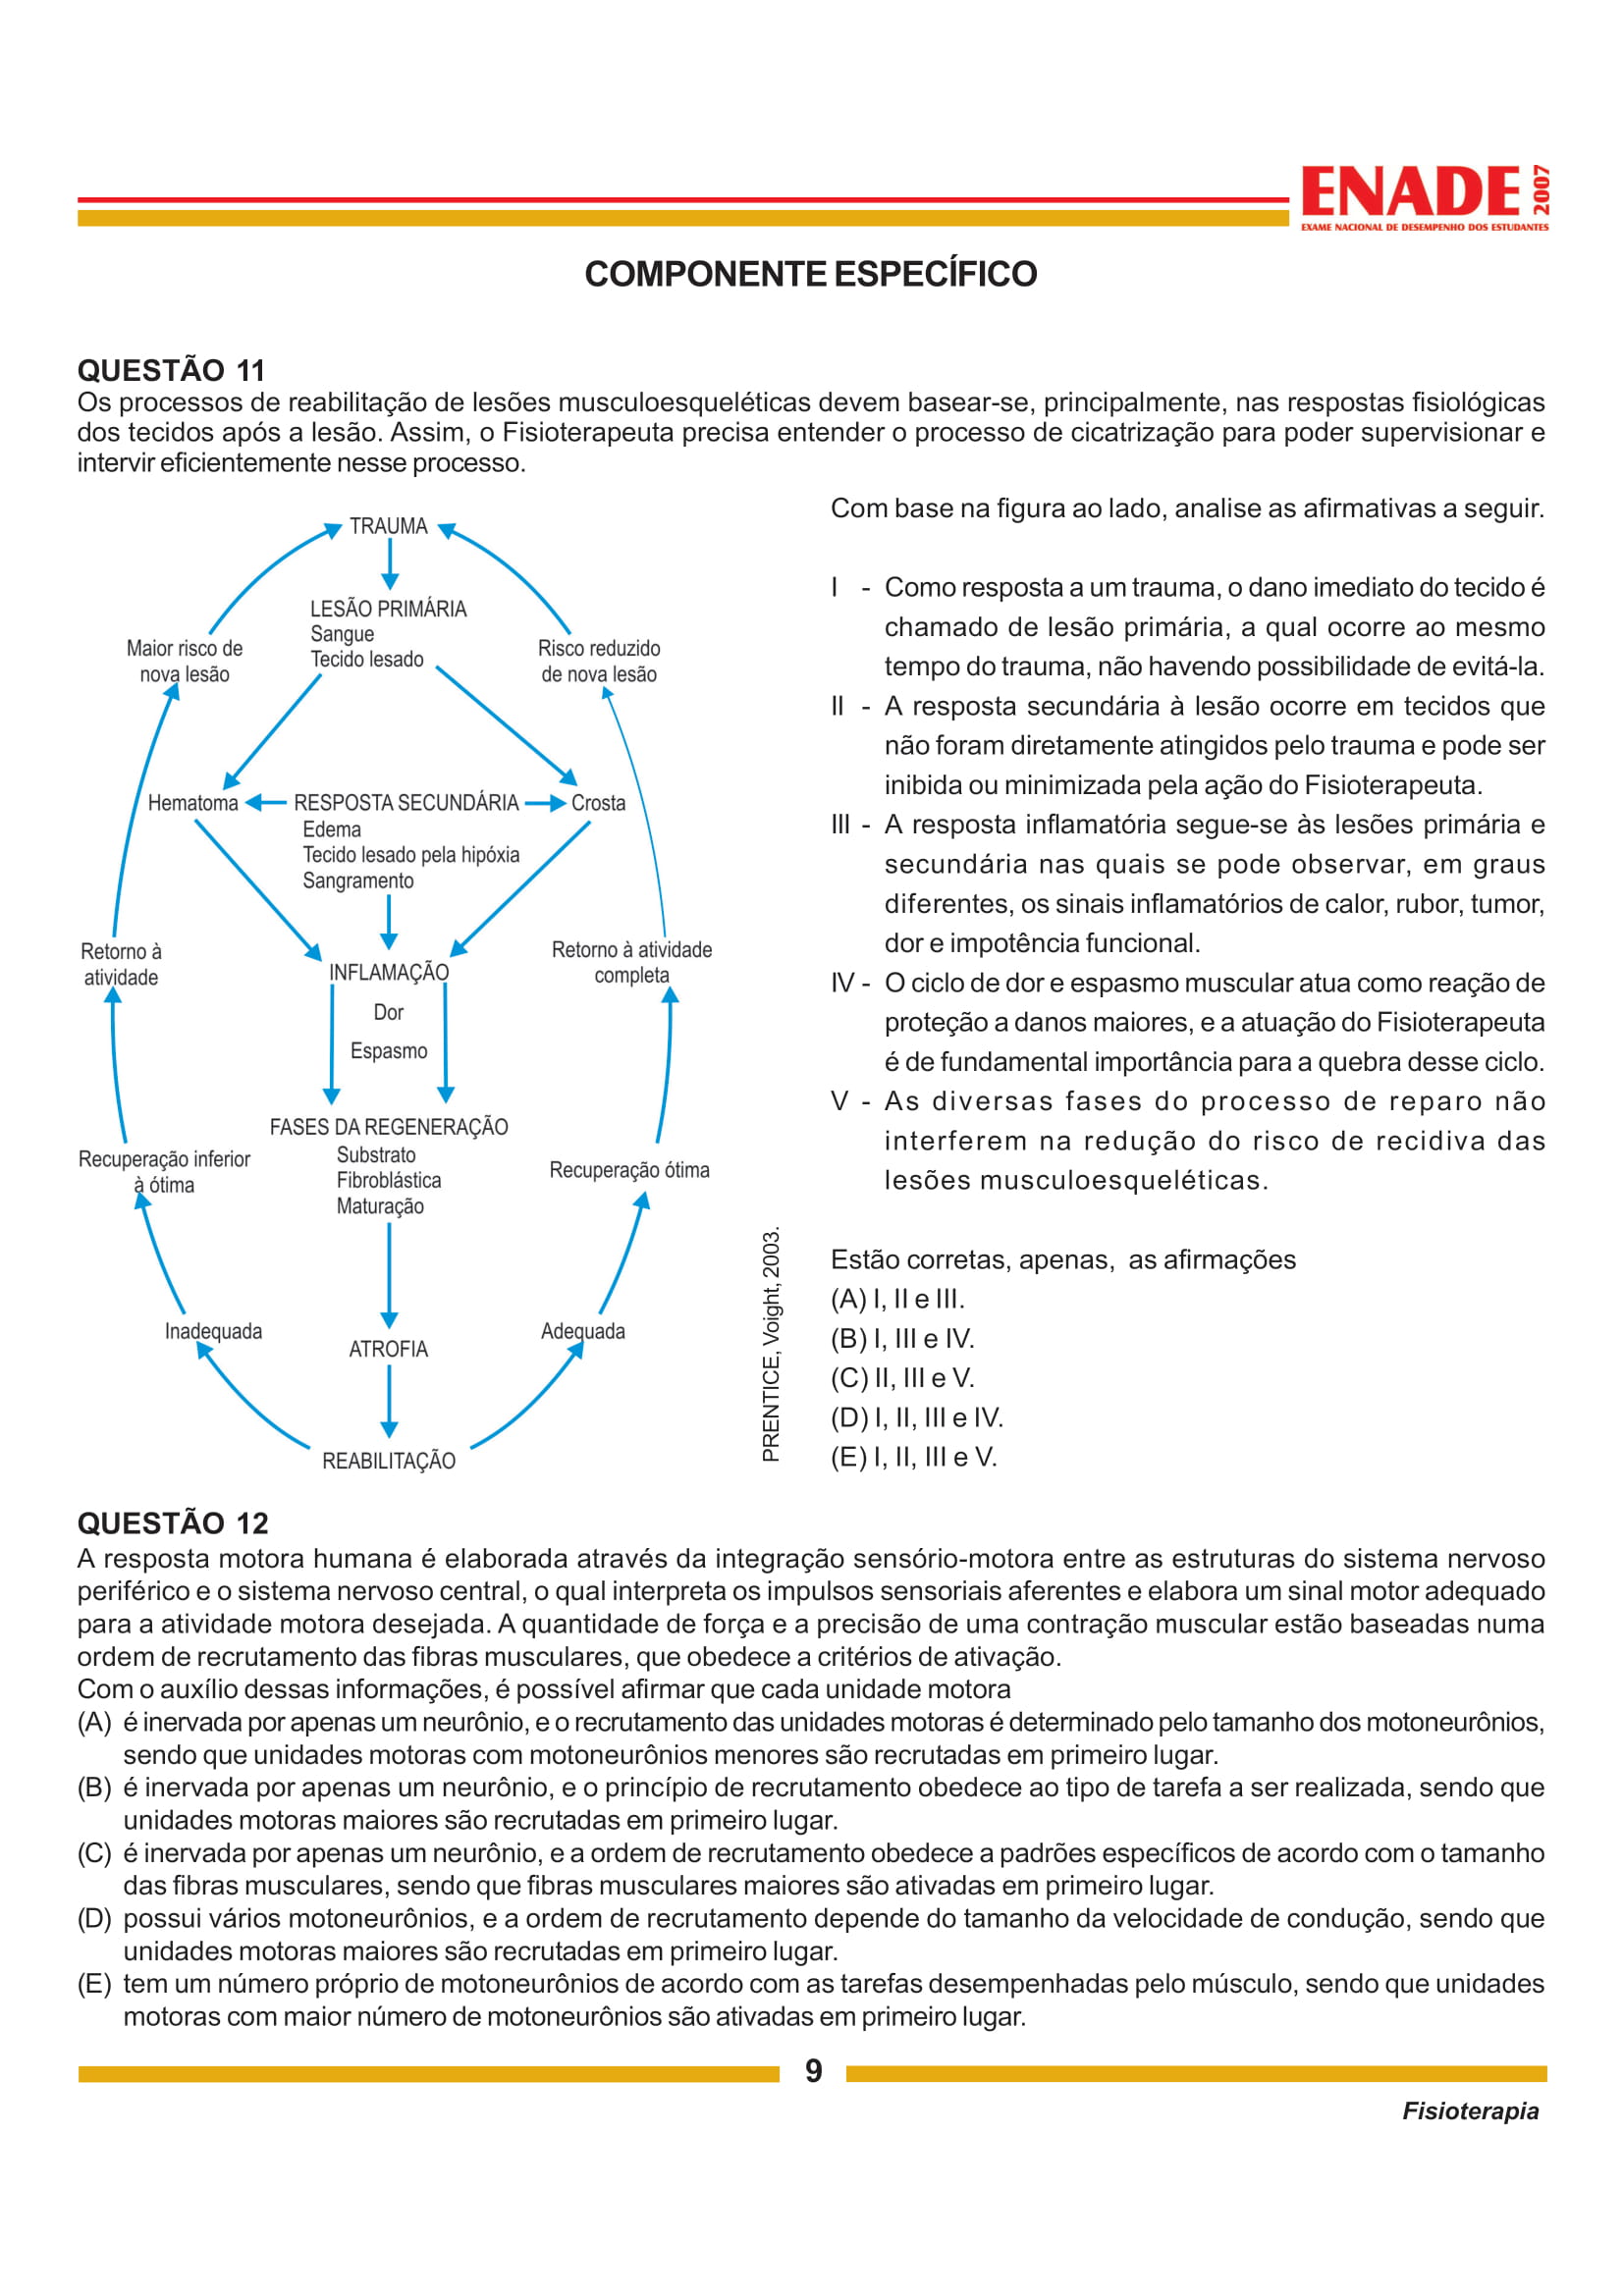 ENADE 2007
EXAME NACIONAL DE DESEMPENHO DOS ESTUDANTES
COMPONENTE ESPECÍFICO
QUESTÃO 11
Os processos de reabilitação de lesões musculoesqueléticas devem basear-se, principalmente, nas respostas fisiológicas
dos tecidos após a lesão. Assim, o Fisioterapeuta precisa entender o processo de cicatrização para poder supervisionar e
intervir eficientemente nesse processo.
TRAUMA
LESÃO PRIMÁRIA
Sangue
Tecido lesado
Maior risco de
nova lesão
Risco reduzido
de nova lesão
Hematoma
RESPOSTA SECUNDÁRIA
Crosta
Edema
Tecido lesado pela hipóxia
Sangramento
Retorno à
atividade
INFLAMAÇÃO
Retorno à atividade
completa
Dor
Espasmo
FASES DA REGENERAÇÃO
Substrato
Fibroblástica
Maturação
Recuperação inferior
à ótima
Recuperação ótima
Inadequada
ATROFIA
Adequada
REABILITAÇÃO
PRENTICE, Voight, 2003.
Com base na figura ao lado, analise as afirmativas a seguir.
I - Como resposta a um trauma, o dano imediato do tecido é
chamado de lesão primária, a qual ocorre ao mesmo
tempo do trauma, não havendo possibilidade de evitá-la.
II - A resposta secundária à lesão ocorre em tecidos que
não foram diretamente atingidos pelo trauma e pode ser
inibida ou minimizada pela ação do Fisioterapeuta.
III - A resposta inflamatória segue-se às lesões primária e
secundária nas quais se pode observar, em graus
diferentes, os sinais inflamatórios de calor, rubor, tumor,
dor e impotência funcional.
IV - O ciclo de dor e espasmo muscular atua como reação de
proteção a danos maiores, e a atuação do Fisioterapeuta
é de fundamental importância para a quebra desse ciclo.
V - As diversas fases do processo de reparo não
interferem na redução do risco de recidiva das
lesões musculoesqueléticas.
Estão corretas, apenas, as afirmações
(A) I, II e III.
(B) I, III e IV.
(C) II, III e V.
(D) I, II, III e IV.
(E) I, II, III e V.
QUESTÃO 12
A resposta motora humana é elaborada através da integração sensório-motora entre as estruturas do sistema nervoso
periférico e o sistema nervoso central, o qual interpreta os impulsos sensoriais aferentes e elabora um sinal motor adequado
para a atividade motora desejada. A quantidade de força e a precisão de uma contração muscular estão baseadas numa
ordem de recrutamento das fibras musculares, que obedece a critérios de ativação.
Com o auxílio dessas informações, é possível afirmar que cada unidade motora
(A) é inervada por apenas um neurônio, e o recrutamento das unidades motoras é determinado pelo tamanho dos motoneurônios,
sendo que unidades motoras com motoneurônios menores são recrutadas em primeiro lugar.
(B) é inervada por apenas um neurônio, e o princípio de recrutamento obedece ao tipo de tarefa a ser realizada, sendo que
unidades motoras maiores são recrutadas em primeiro lugar.
(C) é inervada por apenas um neurônio, e a ordem de recrutamento obedece a padrões específicos de acordo com o tamanho
das fibras musculares, sendo que fibras musculares maiores são ativadas em primeiro lugar.
(D) possui vários motoneurônios, e a ordem de recrutamento depende do tamanho da velocidade de condução, sendo que
unidades motoras maiores são recrutadas em primeiro lugar.
(E) tem um número próprio de motoneurônios de acordo com as tarefas desempenhadas pelo músculo, sendo que unidades
motoras com maior número de motoneurônios são ativadas em primeiro lugar.
9
Fisioterapia